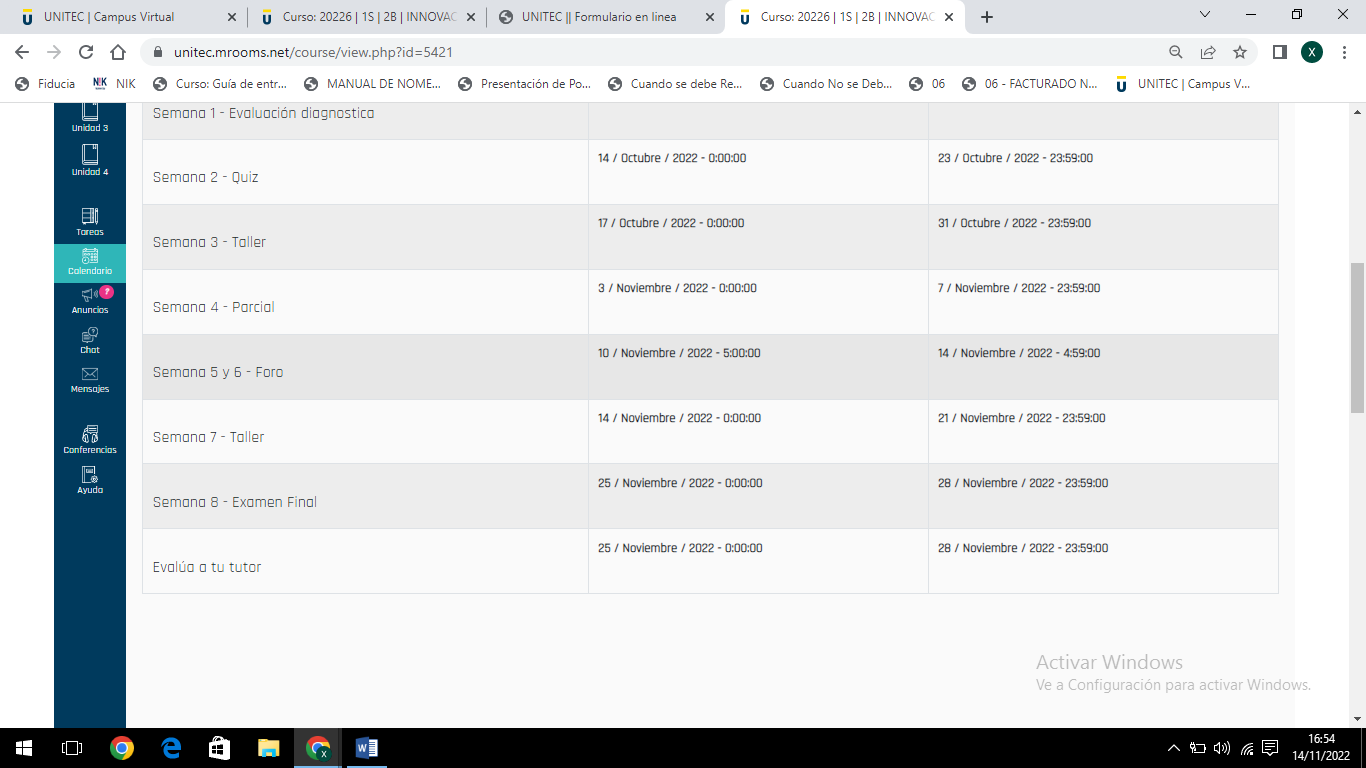 UNITEC | Campus Virtual
Curso: 20226 | 1S | 2B | INNOVAC
UNITEC || Formulario en linea
Curso: 20226 | 1S | 2B | INNOVAC
unitec.mrooms.net/course/view.php?id=5421
X
Fiducia
NIK
NIK
Curso: Guía de entr...
MANUAL DE NOME...
Presentación de Po...
Cuando se debe Re...
Cuando No se Deb...
06
06 - FACTURADO N...
UNITEC | Campus V...
Unidad 3
Unidad 4
Tareas
Calendario
Anuncios
?
Chat
Mensajes
Conferencias
Ayuda
Semana 1 - Evaluación diagnostica
Semana 2 - Quiz
14 / Octubre / 2022 - 0:00:00
23 / Octubre / 2022 - 23:59:00
Semana 3 - Taller
17 / Octubre / 2022 - 0:00:00
31 / Octubre / 2022 - 23:59:00
Semana 4 - Parcial
3 / Noviembre / 2022 - 0:00:00
7 / Noviembre / 2022 - 23:59:00
Semana 5 y 6 - Foro
10 / Noviembre / 2022 - 5:00:00
14 / Noviembre / 2022 - 4:59:00
Semana 7 - Taller
14 / Noviembre / 2022 - 0:00:00
21 / Noviembre / 2022 - 23:59:00
Semana 8 - Examen Final
25 / Noviembre / 2022 - 0:00:00
28 / Noviembre / 2022 - 23:59:00
Evalúa a tu tutor
25 / Noviembre / 2022 - 0:00:00
28 / Noviembre / 2022 - 23:59:00
Activar Windows
Ve a Configuración para activar Windows.
16:54
14/11/2022